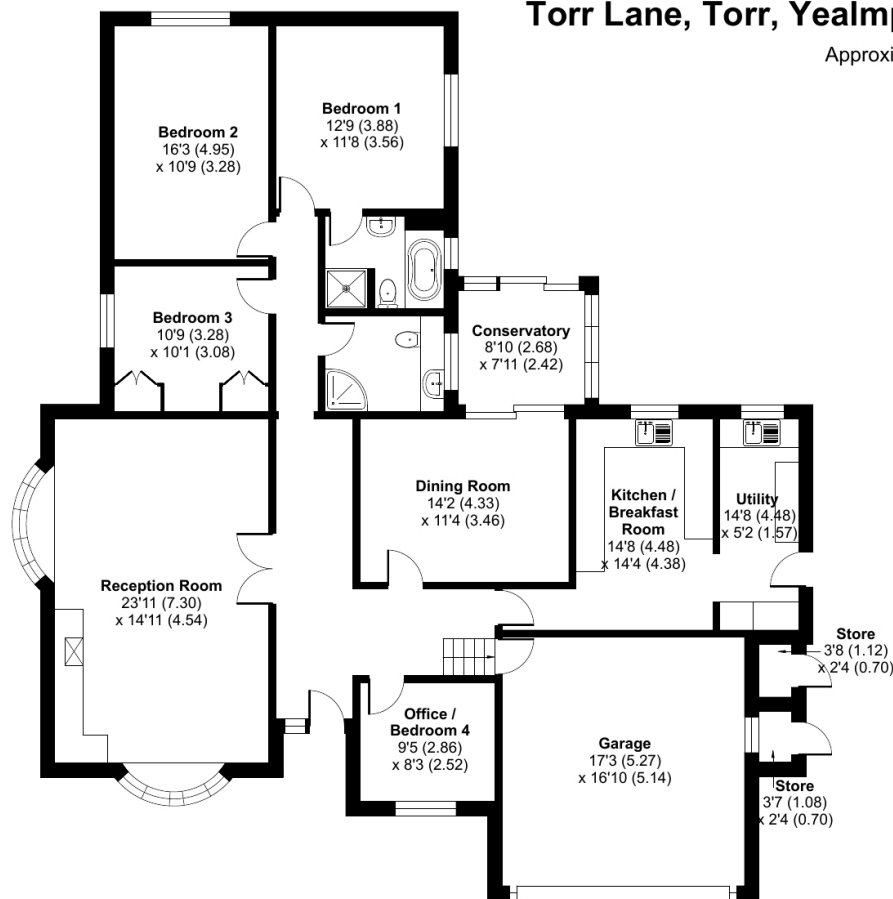 Torr Lane, Torr,
Bedroom 1
12'9 (3.88)
x 11'8 (3.56)
Bedroom 2
16'3 (4.95)
x 10'9 (3.28)
Bedroom 3
10'9 (3.28)
x 10'1 (3.08)
Conservatory
8'10 (2.68)
x 7'11 (2.42)
Dining Room
14'2 (4.33)
x 11'4 (3.46)
Kitchen /
Breakfast
Room
14'8 (4.48)
x 14'4 (4.38)
Utility
14'8 (4.48)
x 5'2 (1.57)
Reception Room
23'11 (7.30)
x 14'11 (4.54)
Store
3'8 (1.12)
x 2'4 (0.70)
Office /
Bedroom 4
9'5 (2.86)
x 8'3 (2.52)
Garage
17'3 (5.27)
x 16'10 (5.14)
Store
3'7 (1.08)
x 2'4 (0.70)